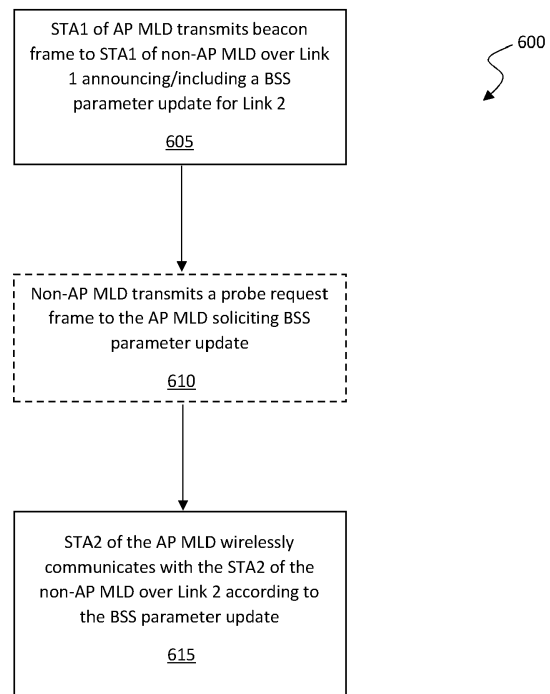 STA1 of AP MLD transmits beacon
frame to STA1 of non-AP MLD over Link
1 announcing/including a BSS
parameter update for Link 2
605
600
Non-AP MLD transmits a probe request
frame to the AP MLD soliciting BSS
parameter update
610
STA2 of the AP MLD wirelessly
communicates with the STA2 of the
non-AP MLD over Link 2 according to
the BSS parameter update
615